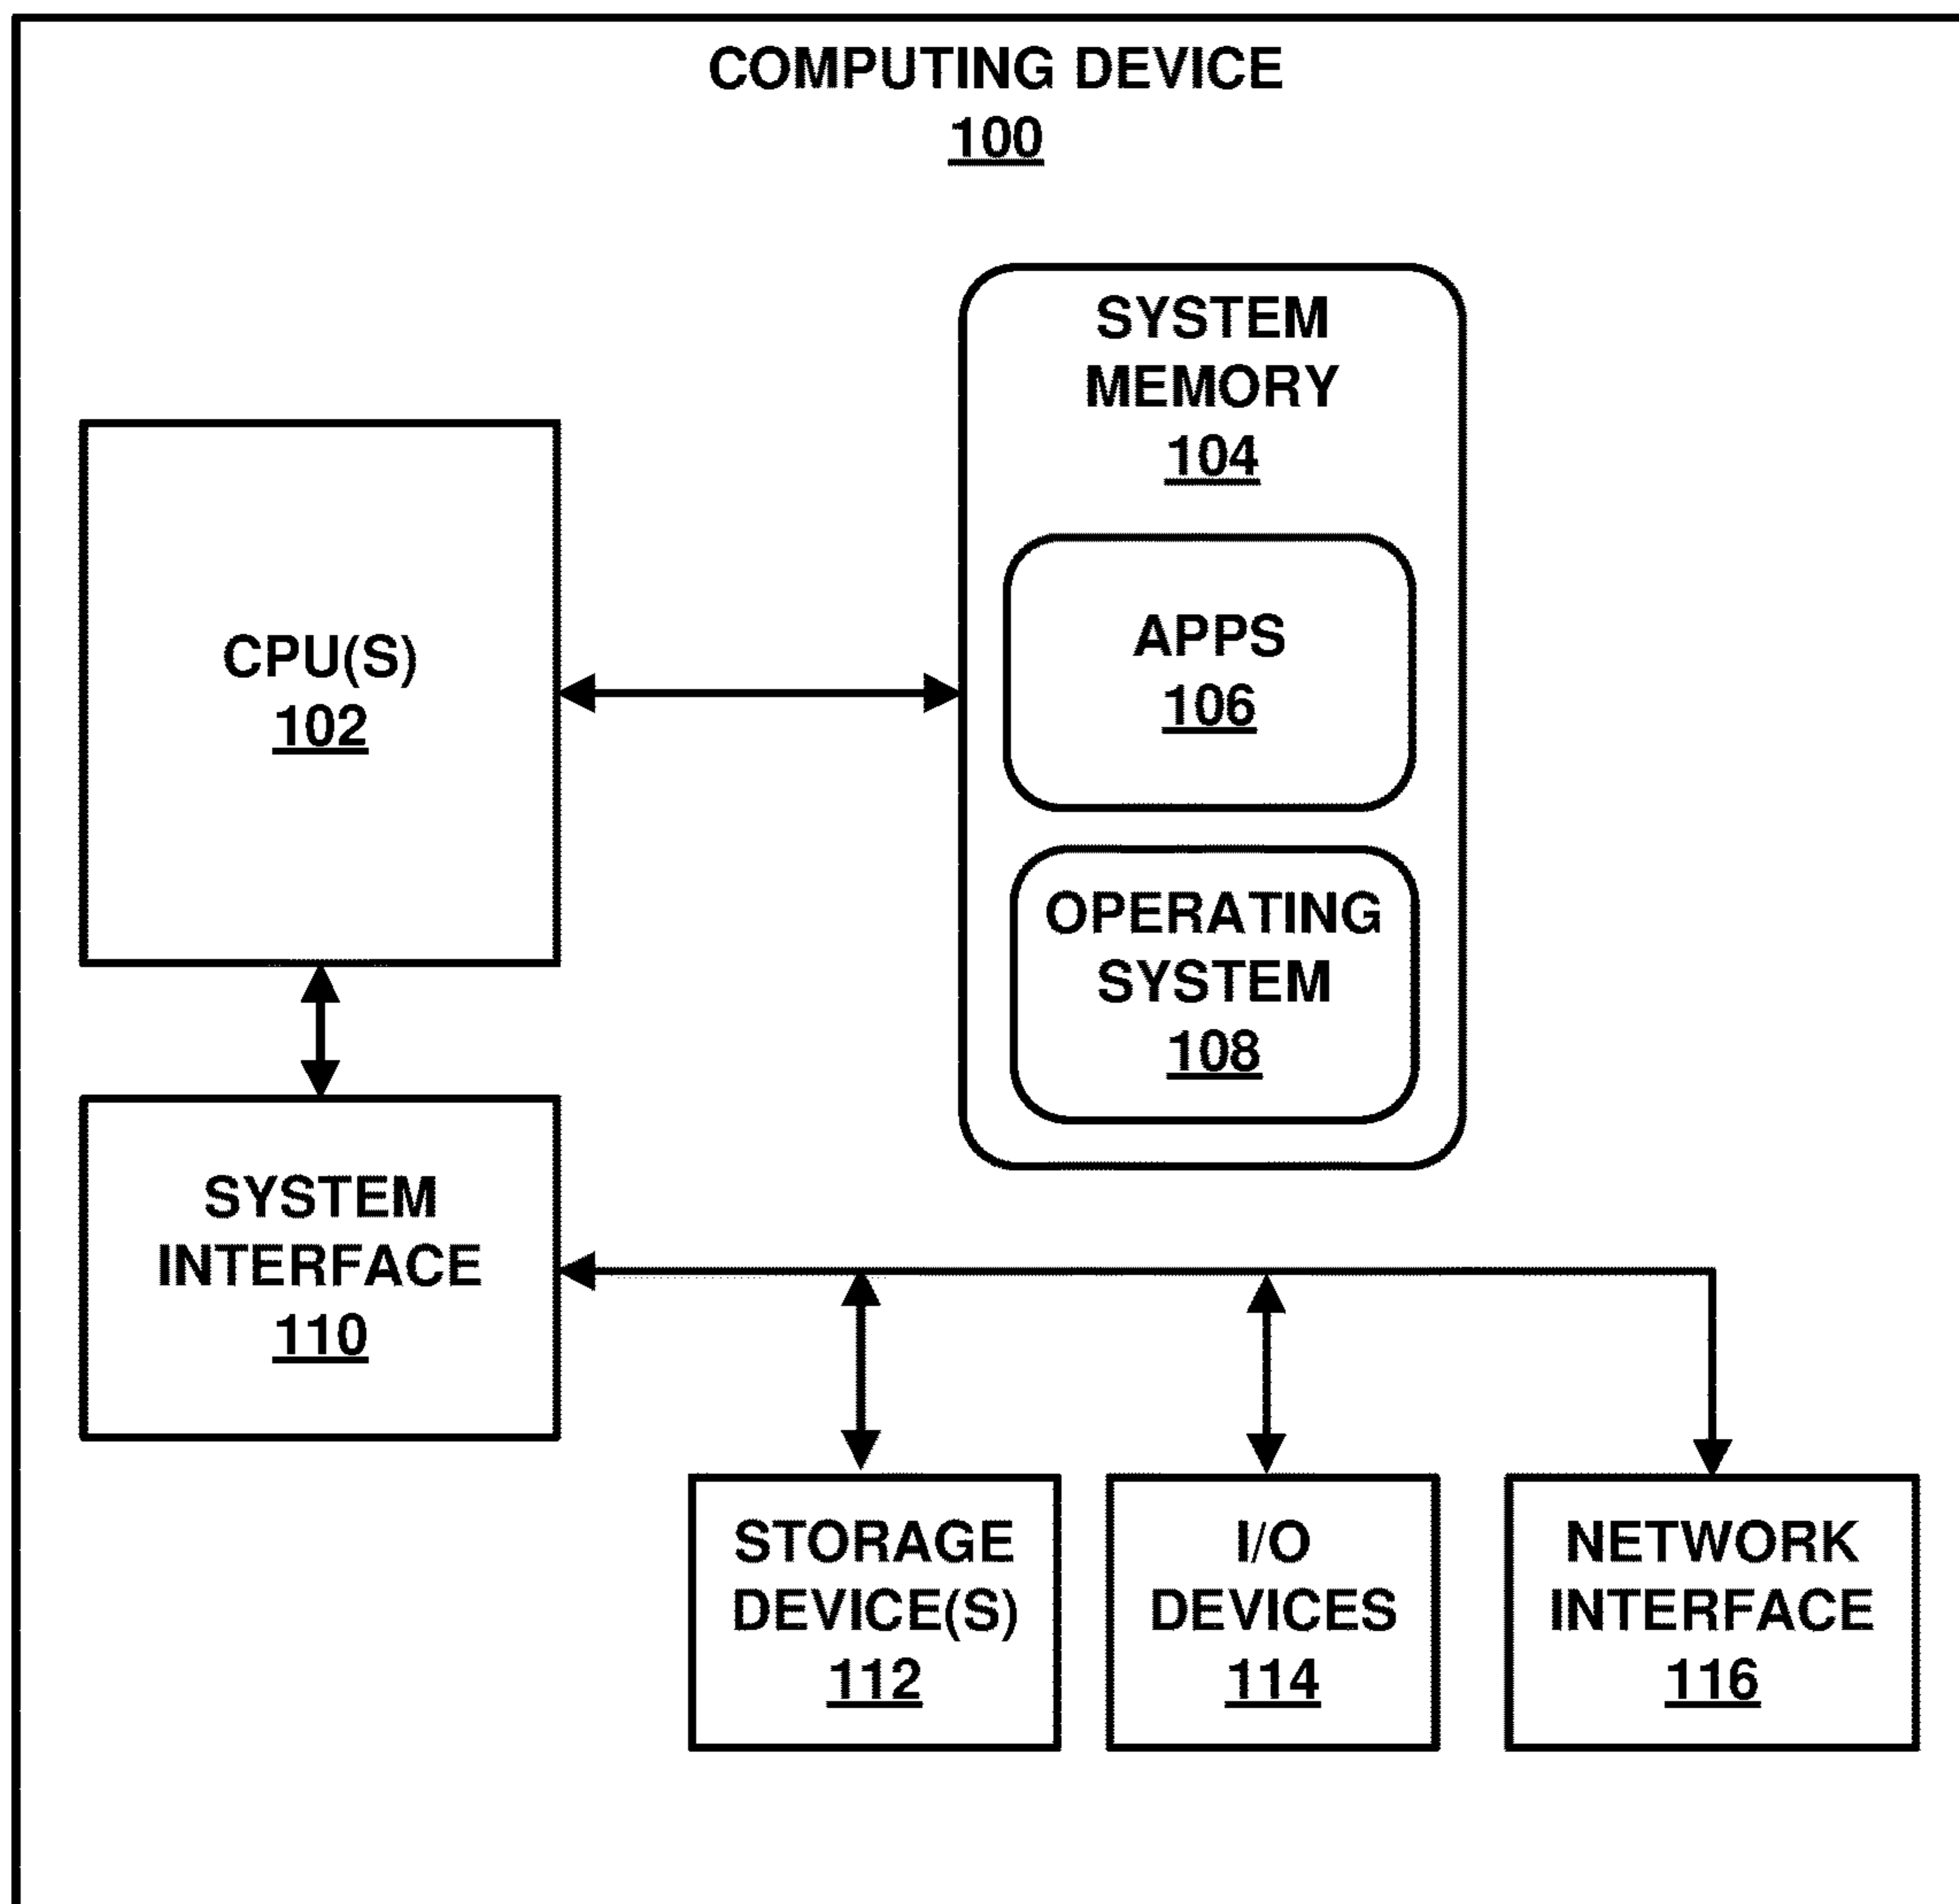 COMPUTING DEVICE
100
SYSTEM
MEMORY
104
CPU(S)
102
APPS
106
OPERATING
SYSTEM
108
SYSTEM
INTERFACE
110
STORAGE
DEVICE(S)
112
I/O
DEVICES
114
NETWORK
INTERFACE
116